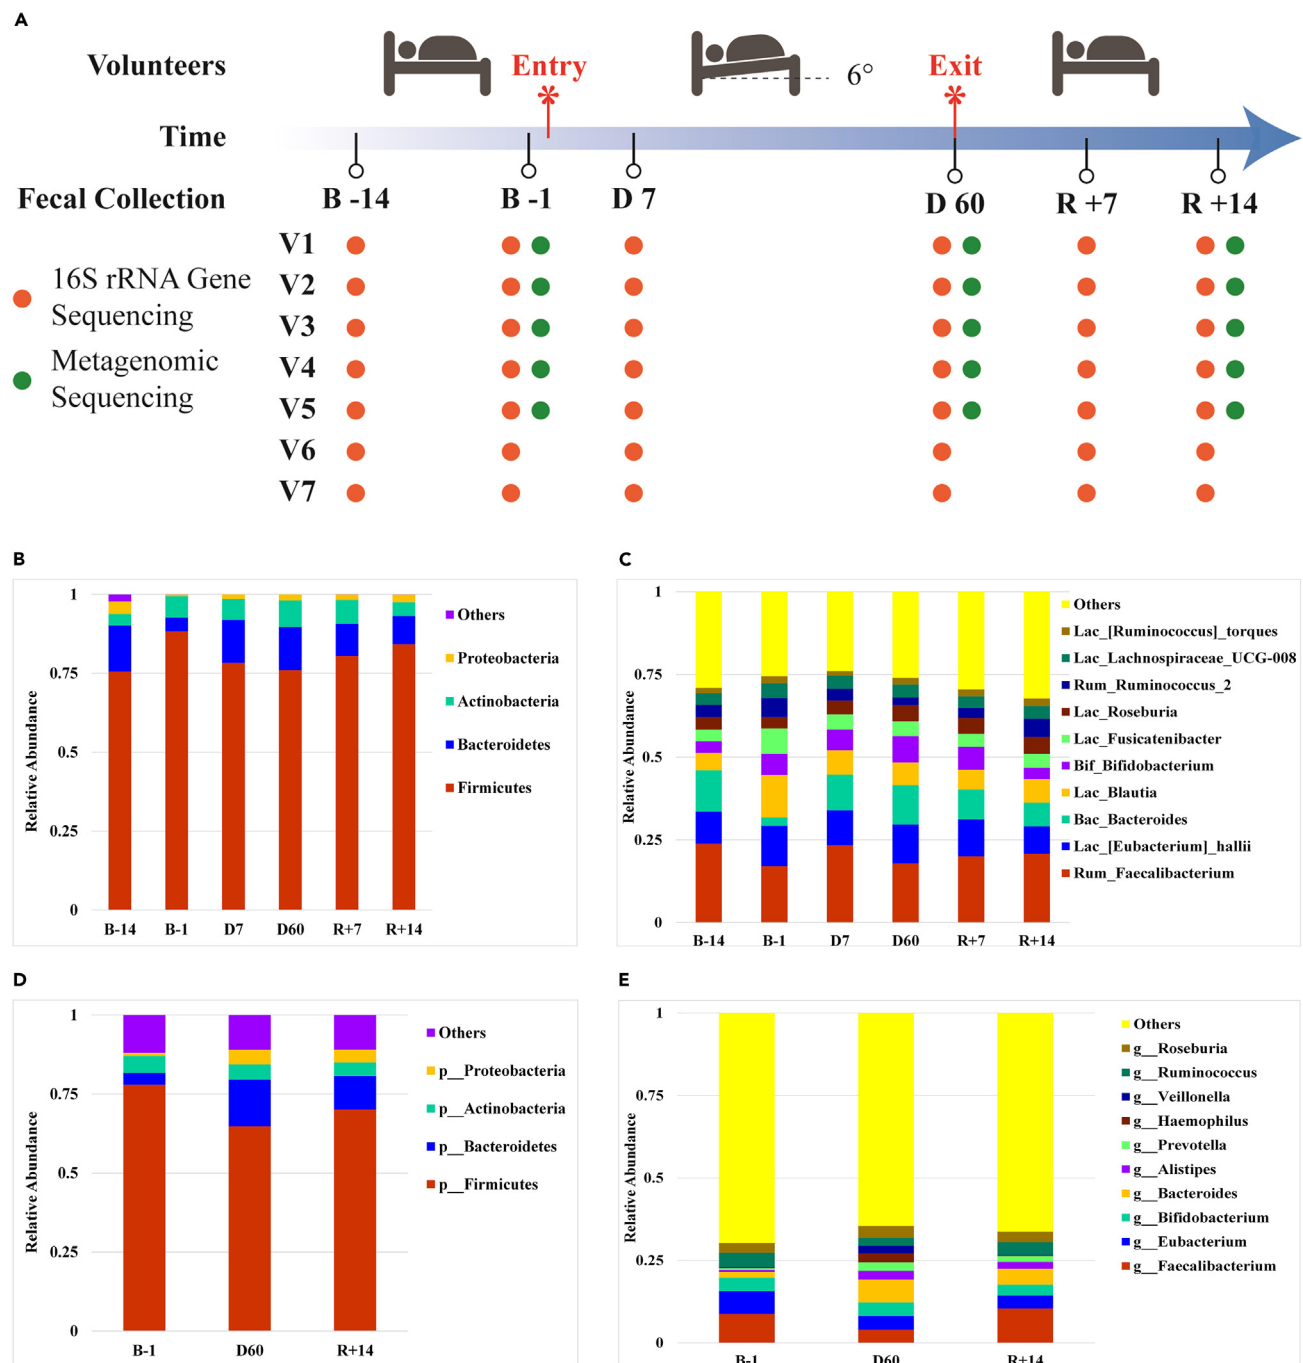 A
Volunteers
Entry
6°
Exit
Time
Fecal Collection
B -14
B -1
D 7
D 60
R +7
R +14
16S rRNA Gene
Sequencing
Metagenomic
Sequencing
V1
V2
V3
V4
V5
V6
V7
B
Relative Abundance
1
0.75
0.5
0.25
0
B-14
B-1
D7
D60
R+7
R+14
Others
Proteobacteria
Actinobacteria
Bacteroidetes
Firmicutes
C
Relative Abundance
1
0.75
0.5
0.25
0
B-14
B-1
D7
D60
R+7
R+14
Others
Lac_[Ruminococcus]_torques
Lac_Lachnospiraceae_UCG-008
Rum_Ruminococcus_2
Lac_Roseburia
Lac_Fusicatenibacter
Bif_Bifidobacterium
Lac_Blautia
Bac_Bacteroides
Lac_[Eubacterium]_hallii
Rum_Faecalibacterium
D
Relative Abundance
1
0.75
0.5
0.25
0
B-1
D60
R+14
Others
p__Proteobacteria
p__Actinobacteria
p__Bacteroidetes
p__Firmicutes
E
Relative Abundance
1
0.75
0.5
0.25
0
B-1
D60
R+14
Others
g__Roseburia
g__Ruminococcus
g__Veillonella
g__Haemophilus
g__Prevotella
g__Alistipes
g__Bacteroides
g__Bifidobacterium
g__Eubacterium
g__Faecalibacterium